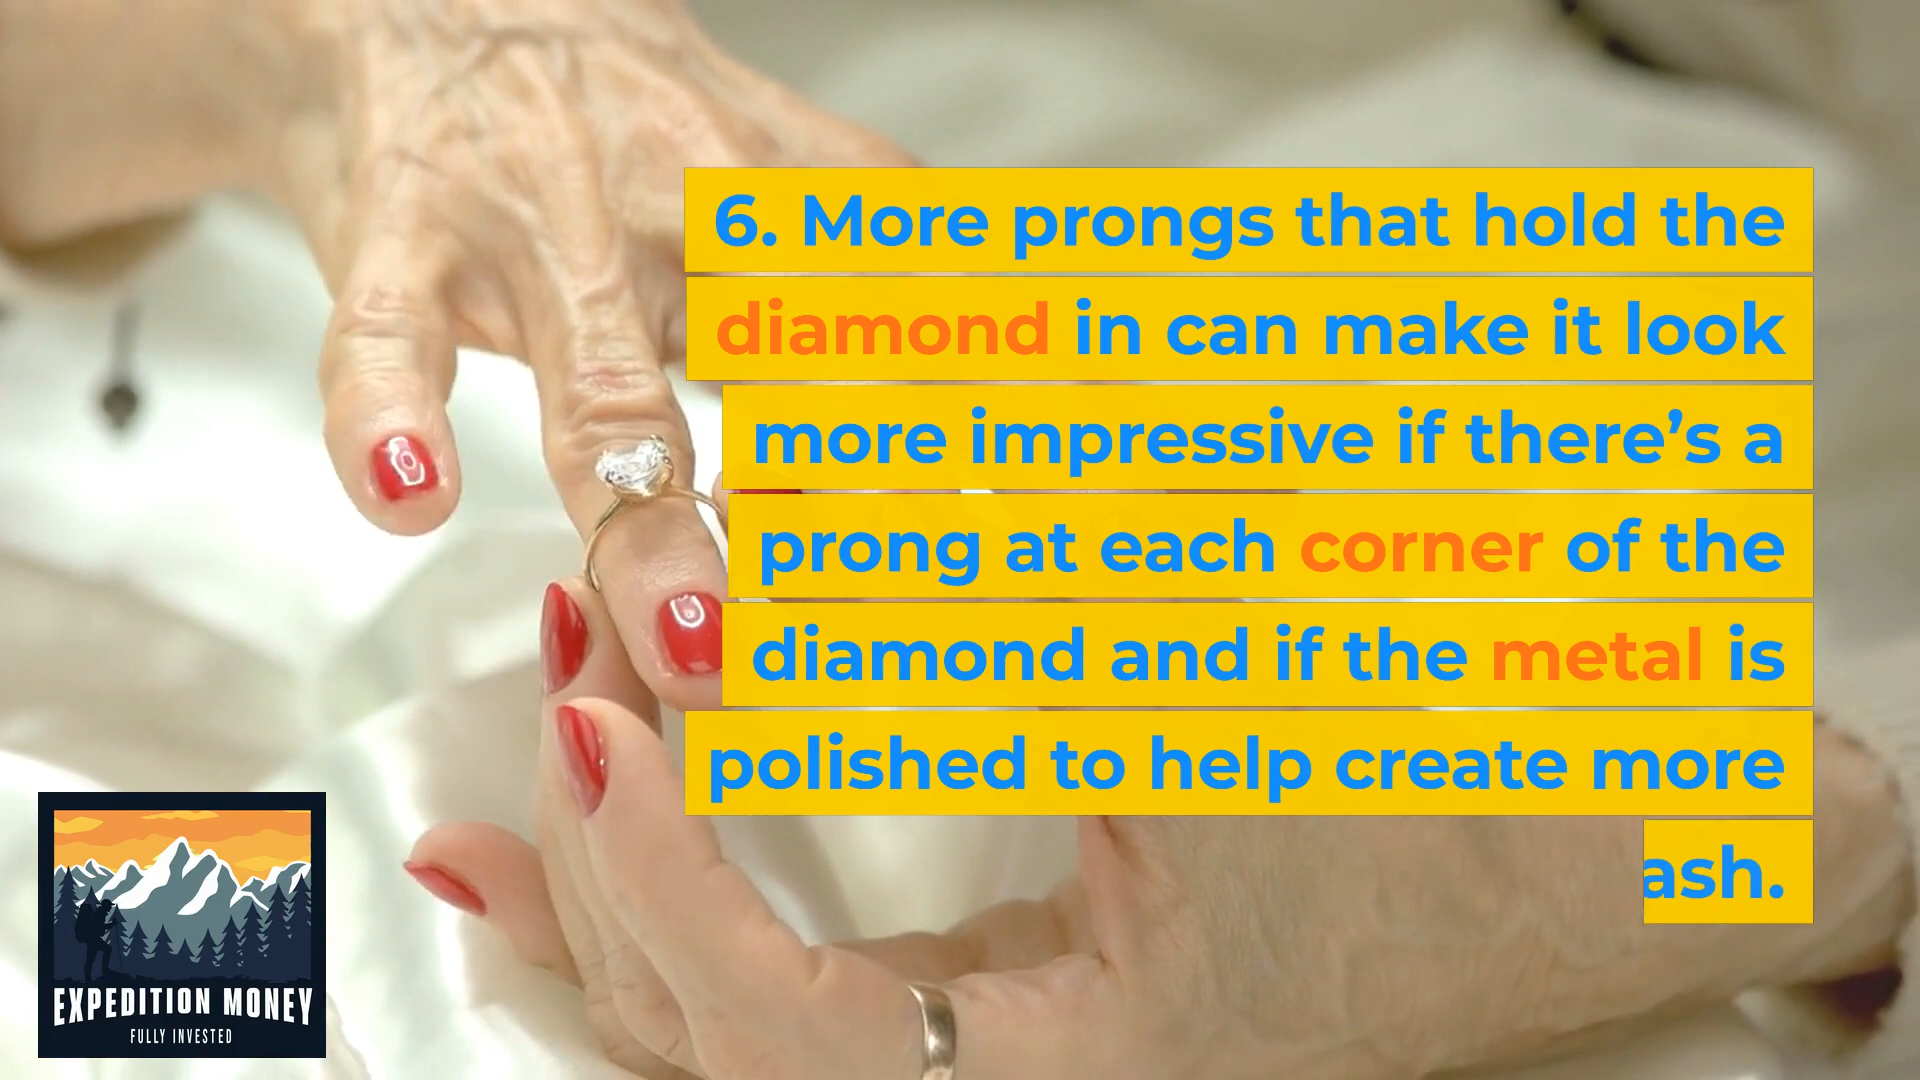 6. More prongs that hold the
diamond in can make it look
more impressive if there’s a
prong at each corner of the
diamond and if the metal is
polished to help create more
ash.
EXPEDITION MONEY
FULLY INVESTED